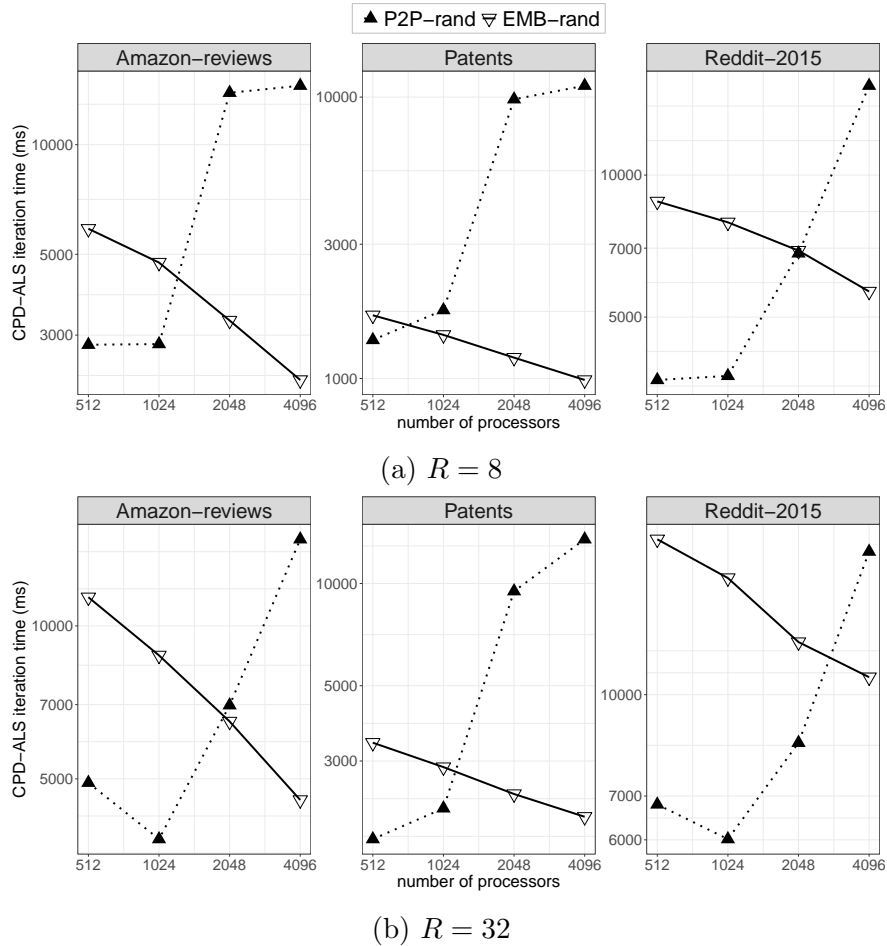 P2P−rand EMB−rand
Amazon−reviews Patents Reddit−2015
CPD−ALS iteration time (ms)
10000
5000
3000
512 1024 2048 4096
10000
3000
1000
512 1024 2048 4096
10000
7000
5000
512 1024 2048 4096
number of processors
(a) R = 8
Amazon−reviews Patents Reddit−2015
CPD−ALS iteration time (ms)
10000
7000
5000
512 1024 2048 4096
10000
5000
3000
512 1024 2048 4096
10000
7000
6000
512 1024 2048 4096
number of processors
(b) R = 32